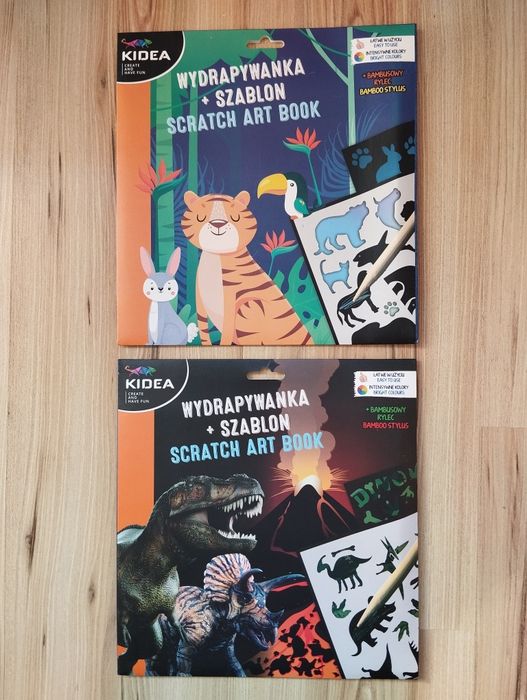 KIDEA
CREATE
AND
HAVE FUN
WYDRAPYWANKA
+ SZABLON
SCRATCH ART BOOK
ŁATWE W UŻYCIU
EASY TO USE
INTENSYWNE KOLORY
BRIGHT COLOURS
+ BAMBUSOWY
RYLEC
BAMBOO STYLUS
KIDEA
CREATE
AND
HAVE FUN
WYDRAPYWANKA
+ SZABLON
SCRATCH ART BOOK
ŁATWE W UŻYCIU
EASY TO USE
INTENSYWNE KOLORY
BRIGHT COLOURS
+ BAMBUSOWY
RYLEC
BAMBOO STYLUS